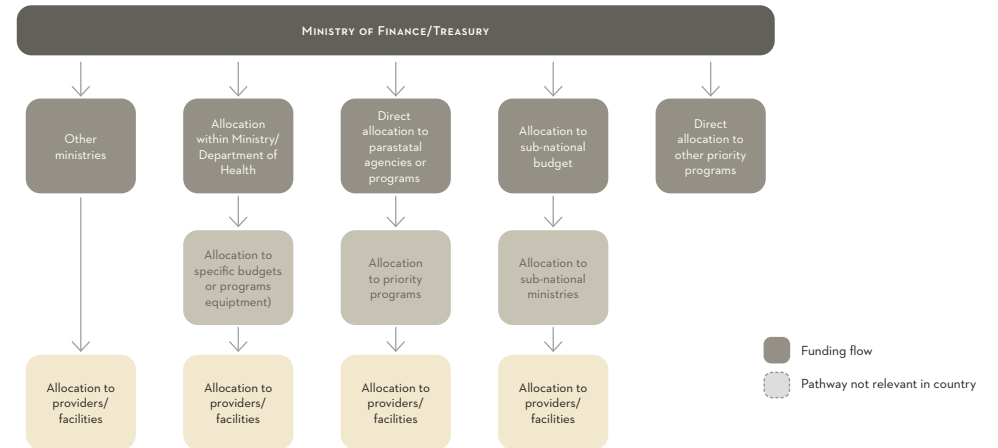 Ministry of Finance/Treasury
Other
ministries
Allocation
within Ministry/
Department of
Health
Direct
allocation to
parastatal
agencies or
programs
Allocation to
sub-national
budget
Direct
allocation to
other priority
programs
Allocation to
specific budgets
or programs
equiptment)
Allocation
to priority
programs
Allocation to
sub-national
ministries
Allocation to
providers/
facilities
Allocation to
providers/
facilities
Allocation to
providers/
facilities
Allocation to
providers/
facilities
Funding flow
Pathway not relevant in country